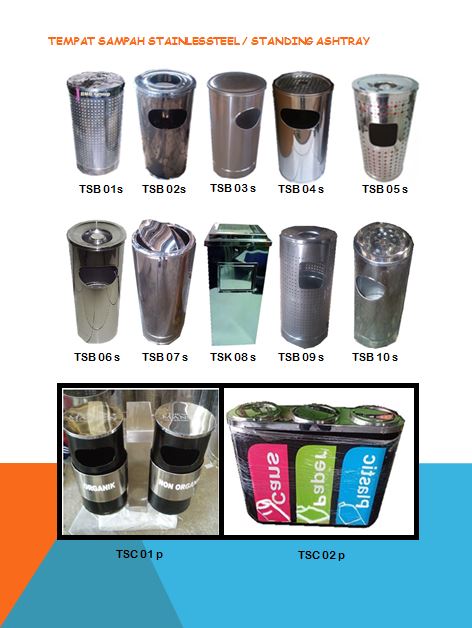 TEMPAT SAMPAH STAINLESSTEEL / STANDING ASHTRAY
TSB 01s TSB 02s TSB 03 s TSB 04 s TSB 05 s
TSB 06 s TSB 07 s TSK 08 s TSB 09 s TSB 10 s
ORGANIK NON ORGANIK
Cans Paper Plastic
TSC 01 p TSC 02 p